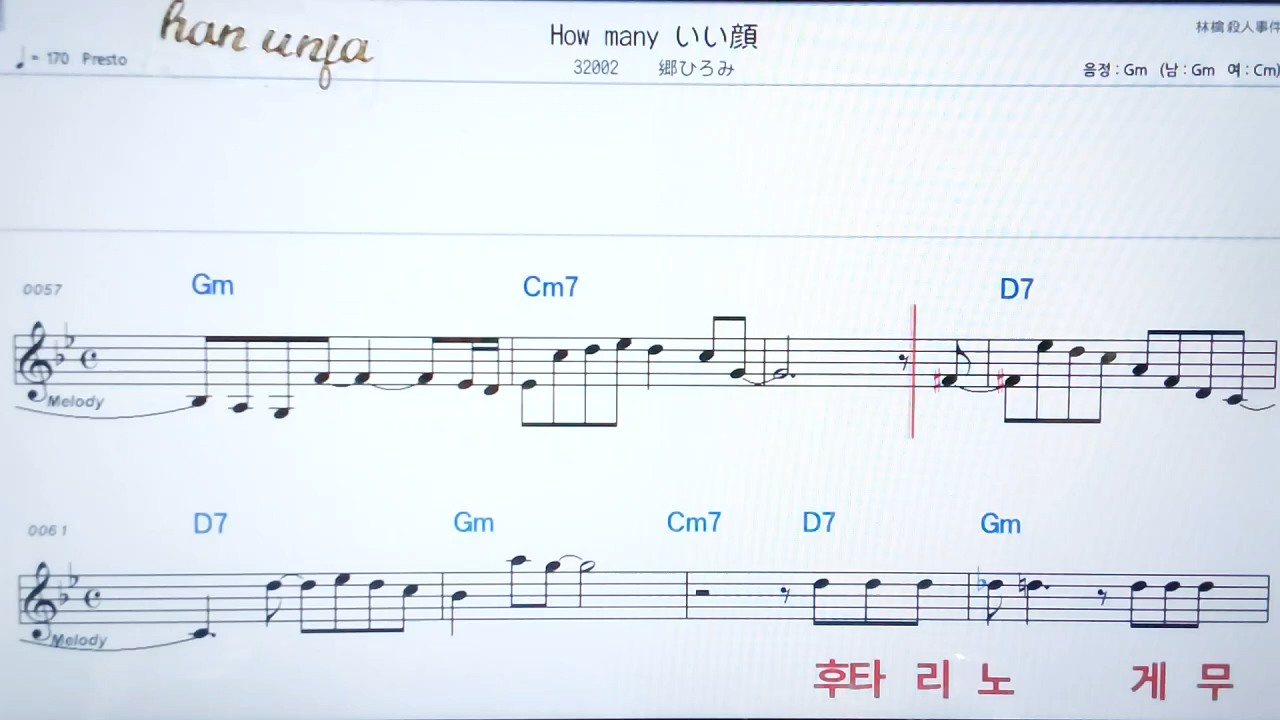 han unja
How many いい顔
林檎殺人事件
♩= 170 Presto
32002 郷ひろみ
음정 : Gm (남 : Gm 여 : Cm)
Gm Cm7 D7
0057
Melody
D7 Gm Cm7 D7 Gm
0061
Melody
후타 리 노 게 무